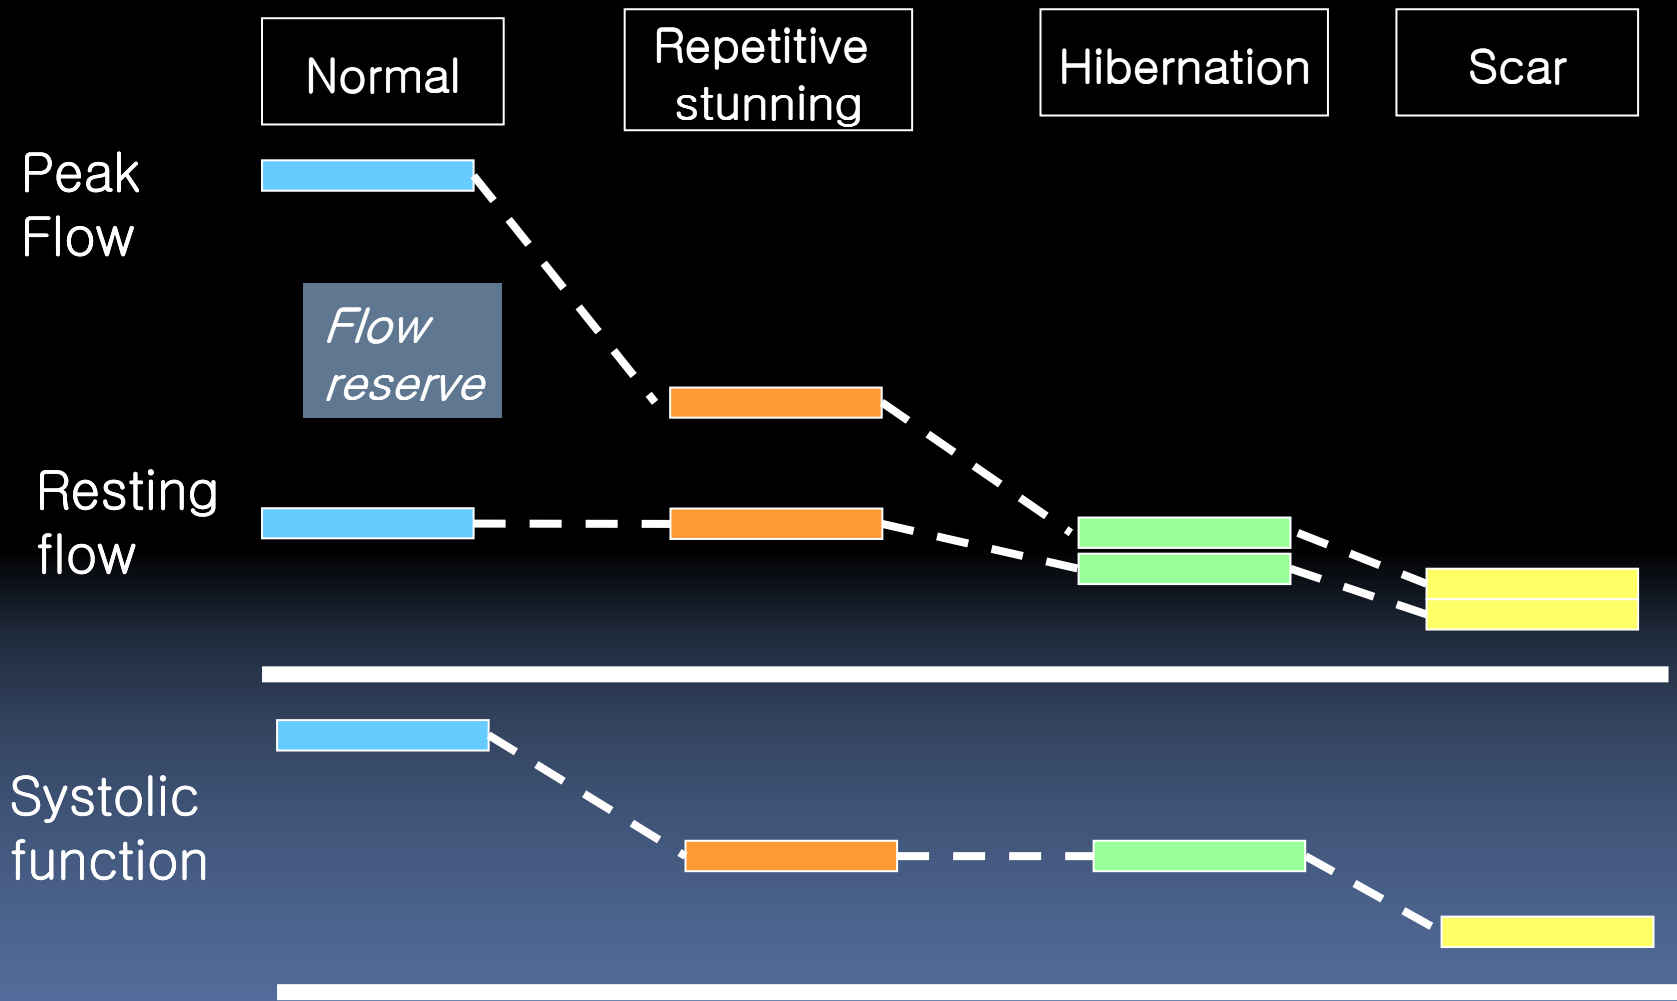 Normal
Repetitive
stunning
Hibernation
Scar
Peak
Flow
Flow
reserve
Resting
flow
Systolic
function